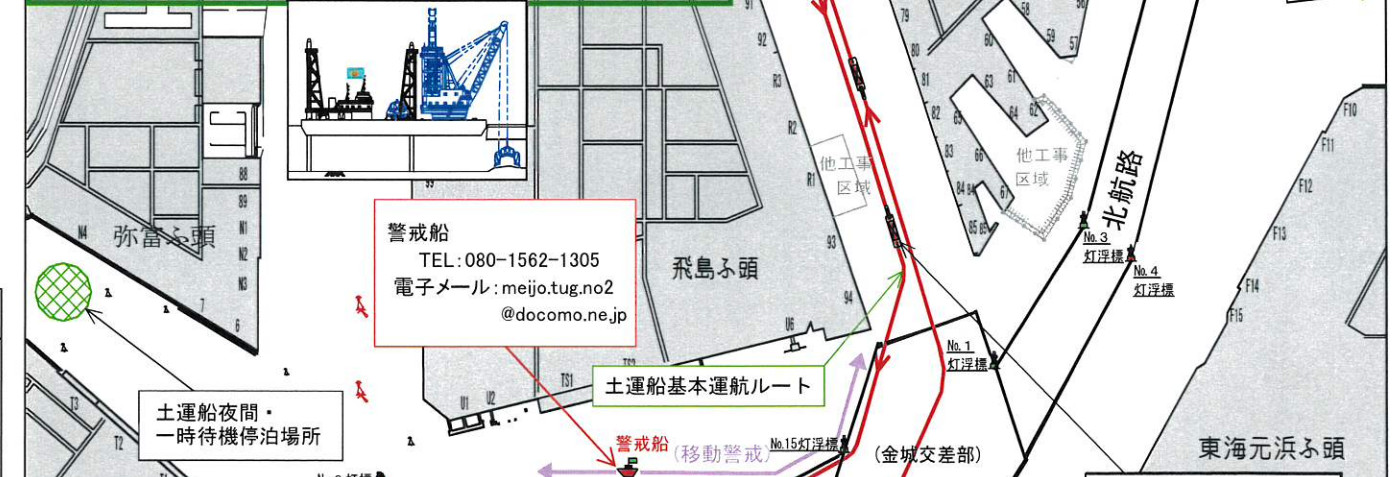 91
92
R3
R2
R1
93
94
79
80
81
82
83
84
84
85
85
58
56
59
57
60
63
61
64
62
69
66
67
他工事
区域
他工事
区域
北航路
No.3
灯浮標
No.4
灯浮標
F10
F11
F12
F13
F14
F15
88
89
N1
N2
N3
N4
弥富ふ頭
7
6
99
警戒船
TEL:080-1562-1305
電子メール:meijo.tug.no2
@docomo.ne.jp
飛島ふ頭
U6
No.1
灯浮標
土運船基本運航ルート
TS1
TS2
U1
U2
T3
T2
土運船夜間・
一時待機停泊場所
警戒船
(移動警戒)
No.15灯浮標
(金城交差部)
東海元浜ふ頭